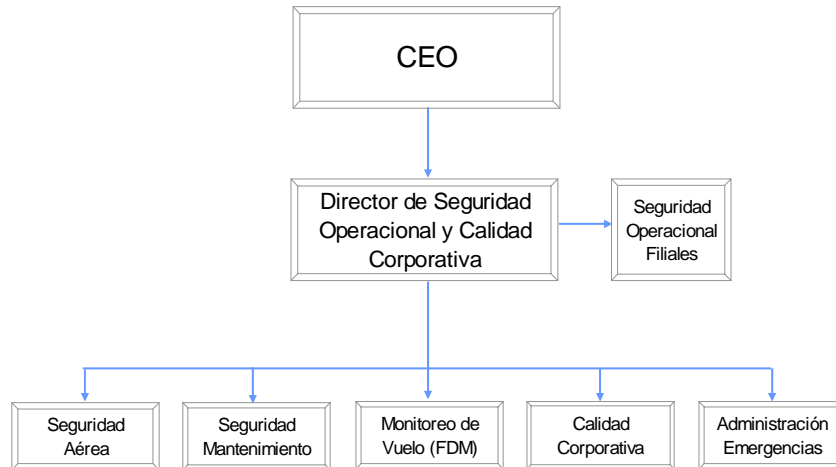 CEO
Director de Seguridad
Operacional y Calidad
Corporativa
Seguridad
Operacional
Filiales
Seguridad
Aérea
Seguridad
Mantenimiento
Monitoreo de
Vuelo (FDM)
Calidad
Corporativa
Administración
Emergencias